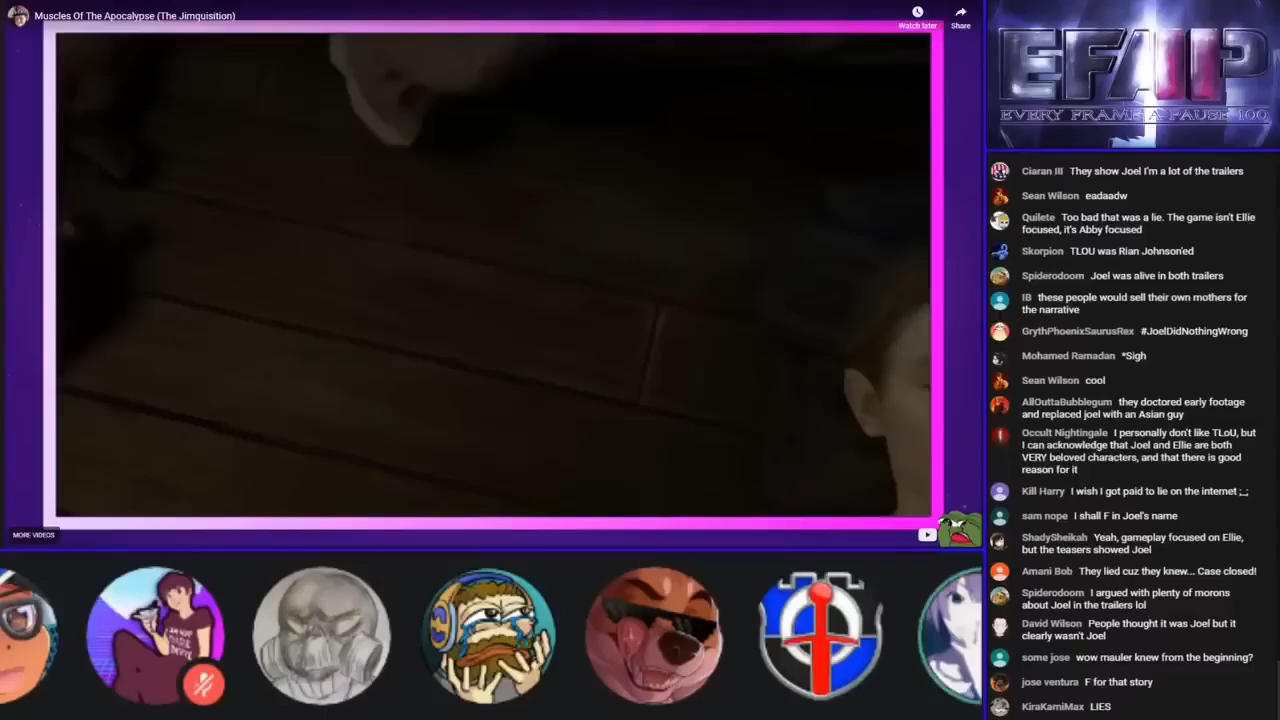 Muscles Of The Apocalypse (The Jimquisition)
Watch later
Share
MORE VIDEOS
EFAP
EVERY FRAME A PAUSE 100
Ciaran III They show Joel I'm a lot of the trailers
Sean Wilson eadaadw
Quilete Too bad that was a lie. The game isn't Ellie
focused, it's Abby focused
Skorpion TLOU was Rian Johnson'ed
Spiderodoom Joel was alive in both trailers
IB these people would sell their own mothers for
the narrative
GrythPhoenixSaurusRex #JoelDidNothingWrong
Mohamed Ramadan *Sigh
Sean Wilson cool
AllOuttaBubblegum they doctored early footage
and replaced joel with an Asian guy
Occult Nightingale I personally don't like TLoU, but
I can acknowledge that Joel and Ellie are both
VERY beloved characters, and that there is good
reason for it
Kill Harry I wish I got paid to lie on the internet ;_;
sam nope I shall F in Joel's name
ShadySheikah Yeah, gameplay focused on Ellie,
but the teasers showed Joel
Amani Bob They lied cuz they knew... Case closed!
Spiderodoom I argued with plenty of morons
about Joel in the trailers lol
David Wilson People thought it was Joel but it
clearly wasn't Joel
some jose wow mauler knew from the beginning?
jose ventura F for that story
KiraKamiMax LIES